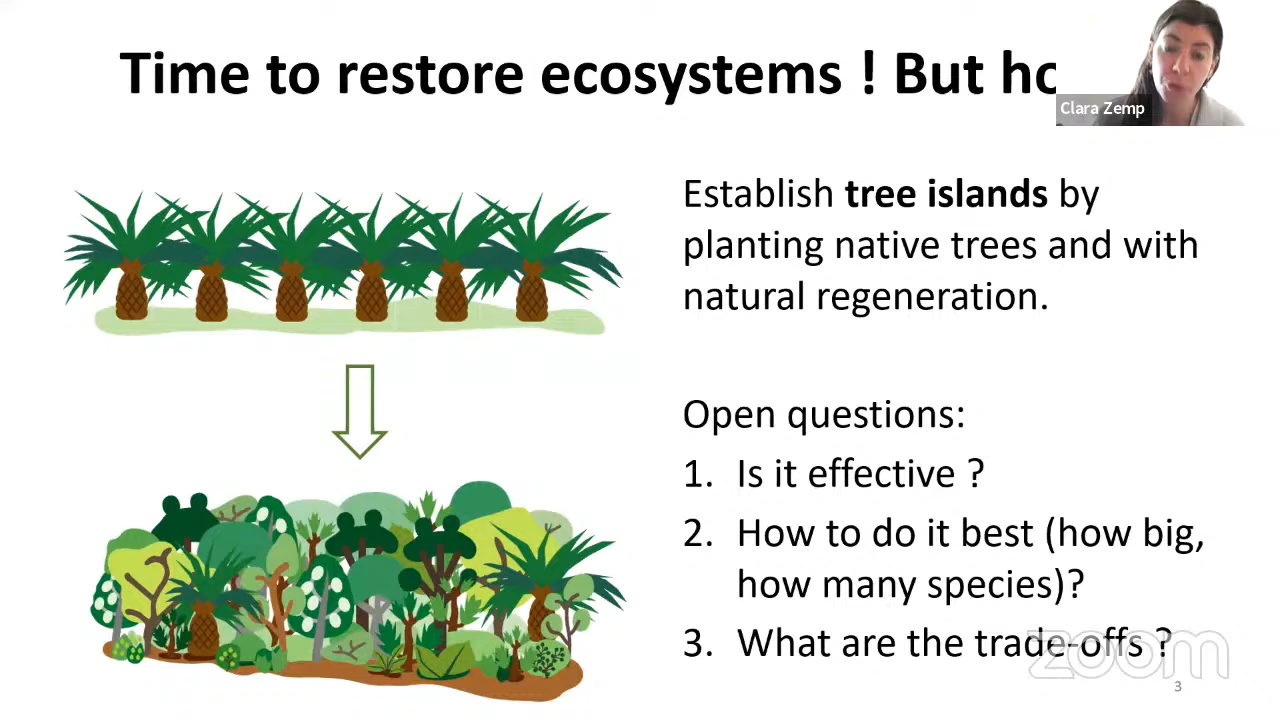 Time to restore ecosystems ! But ho
Clara Zemp
Establish tree islands by
planting native trees and with
natural regeneration.
Open questions:
1. Is it effective ?
2. How to do it best (how big,
how many species)?
3. What are the trade-offs ?
zoom
3